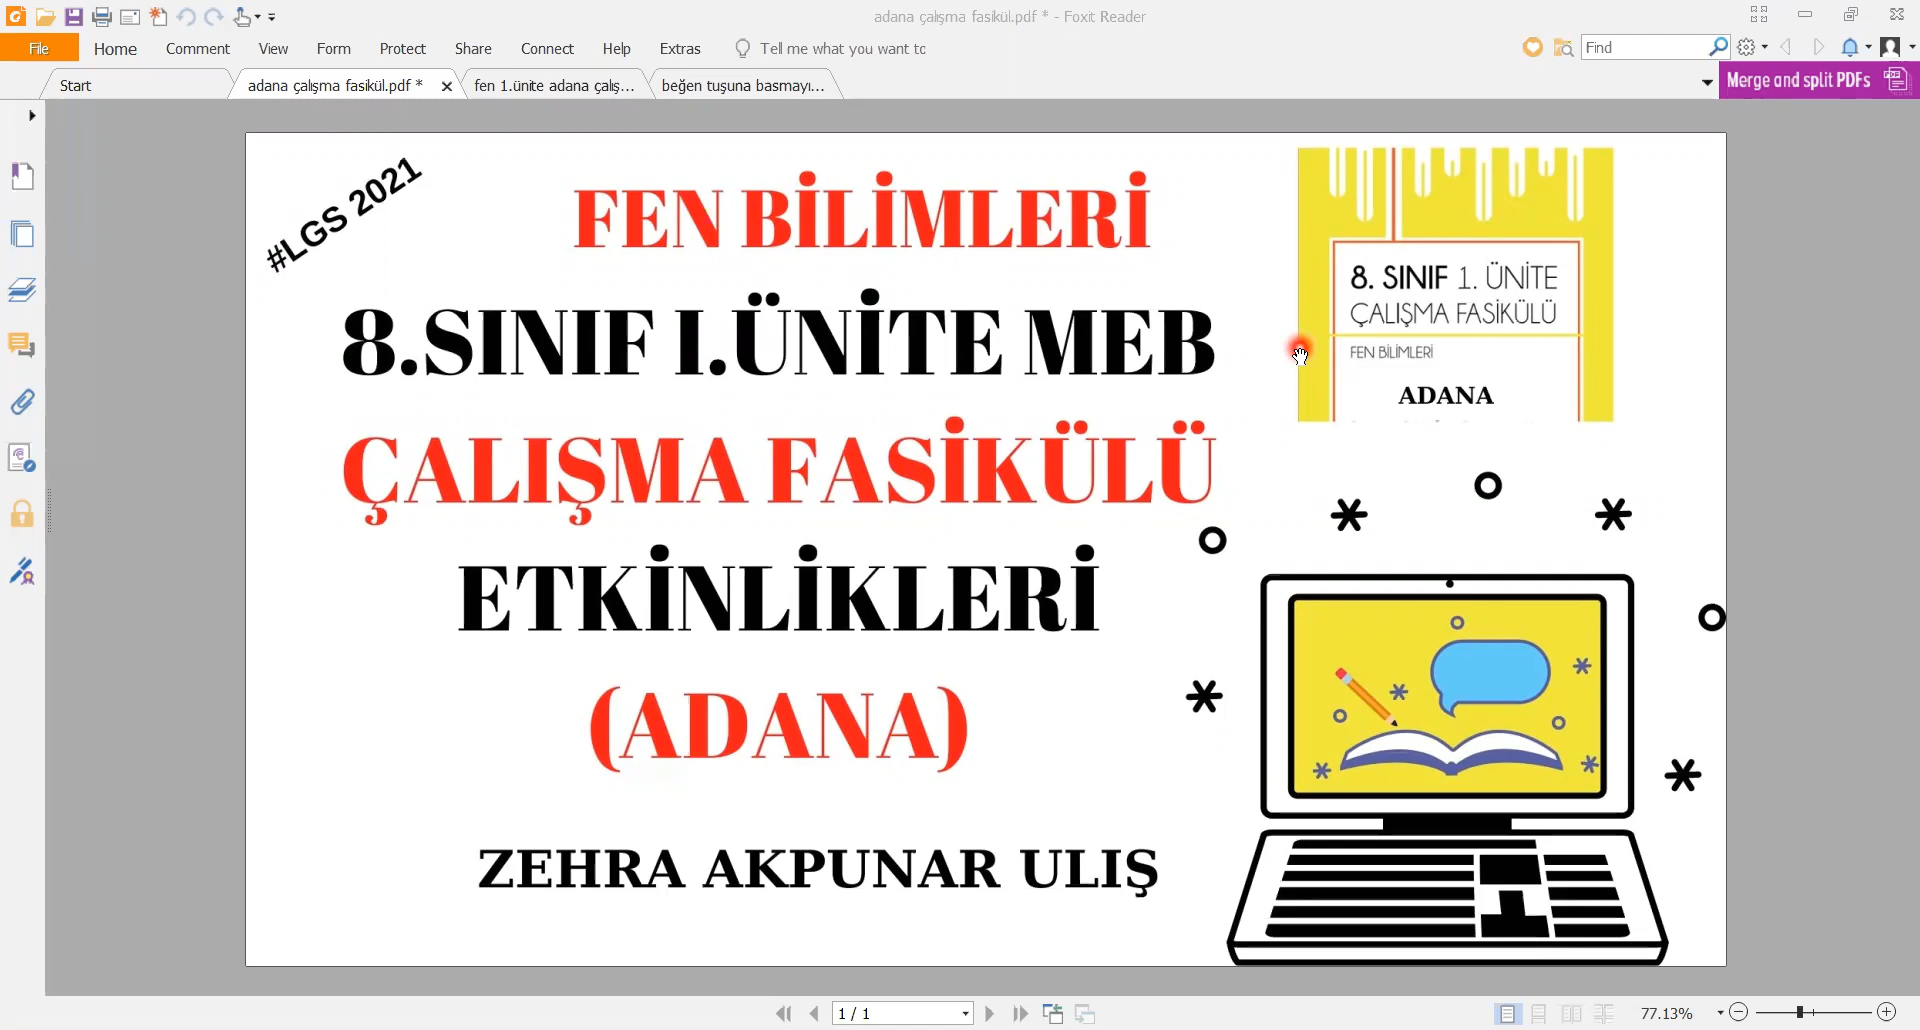 adana çalışma fasikül.pdf * - Foxit Reader
File Home Comment View Form Protect Share Connect Help Extras Tell me what you want to Find
Start adana çalışma fasikül.pdf * fen 1.ünite adana çalış... beğen tuşuna basmayı... Merge and split PDFs
#LGS 2021
FEN BİLİMLERİ
8.SINIF I.ÜNİTE MEB
ÇALIŞMA FASİKÜLÜ
ETKİNLİKLERİ
(ADANA)
ZEHRA AKPUNAR ULIŞ
8. SINIF 1. ÜNİTE
ÇALIŞMA FASİKÜLÜ
FEN BİLİMLERİ
ADANA
1 / 1
77.13%